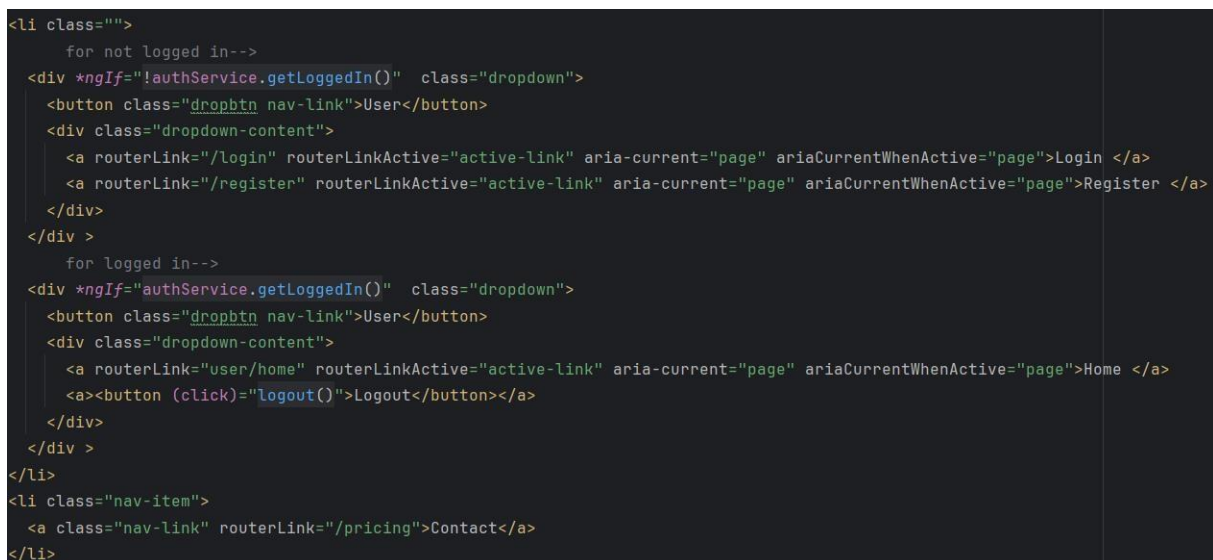 <li class="">
for not logged in-->
<div *ngIf="!authService.getLoggedIn()" class="dropdown">
<button class="dropbtn nav-link">User</button>
<div class="dropdown-content">
<a routerLink="/login" routerLinkActive="active-link" aria-current="page" ariaCurrentWhenActive="page">Login </a>
<a routerLink="/register" routerLinkActive="active-link" aria-current="page" ariaCurrentWhenActive="page">Register </a>
</div>
</div >
for logged in-->
<div *ngIf="authService.getLoggedIn()" class="dropdown">
<button class="dropbtn nav-link">User</button>
<div class="dropdown-content">
<a routerLink="user/home" routerLinkActive="active-link" aria-current="page" ariaCurrentWhenActive="page">Home </a>
<a><button (click)="logout()">Logout</button></a>
</div>
</div >
</li>
<li class="nav-item">
<a class="nav-link" routerLink="/pricing">Contact</a>
</li>